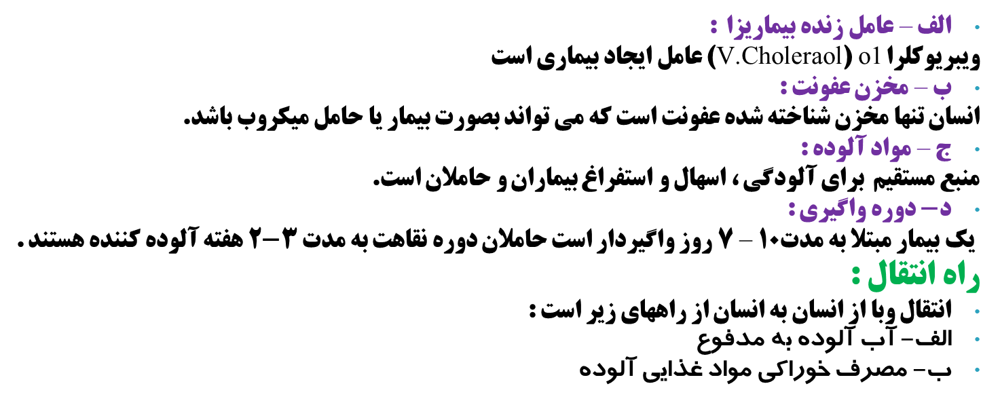 • الف – عامل زنده بیماریزا :
ویبریوکلرا o1 (V.Choleraol) عامل ایجاد بیماری است
• ب – مخزن عفونت :
انسان تنها مخزن شناخته شده عفونت است که می تواند بصورت بیمار یا حامل میکروب باشد.
• ج – مواد آلوده :
منبع مستقیم برای آلودگی ، اسهال و استفراغ بیماران و حاملان است.
• د– دوره واگیری :
یک بیمار مبتلا به مدت۱۰ – ۷ روز واگیردار است حاملان دوره نقاهت به مدت ۳–۲ هفته آلوده کننده هستند .
راه انتقال :
• انتقال وبا از انسان به انسان از راههای زیر است :
• الف– آب آلوده به مدفوع
• ب– مصرف خوراکی مواد غذایی آلوده